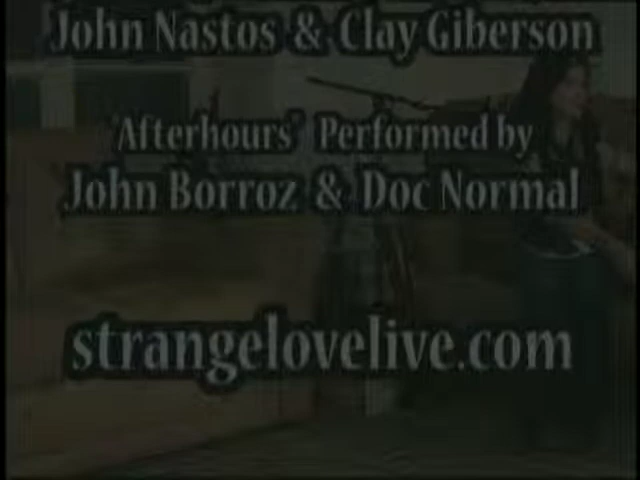 John Nastos & Clay Giberson
'Afterhours' Performed by
John Borroz & Doc Normal
strangelovelive.com